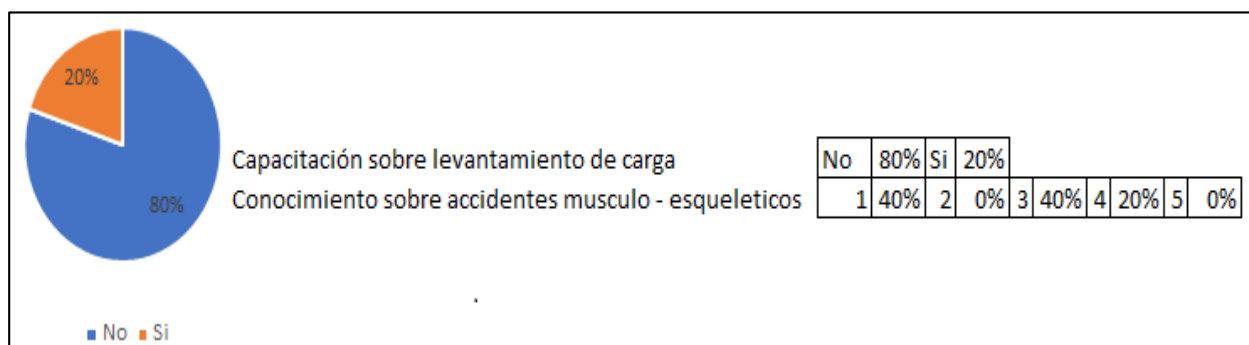 20%
80%
No Si
Capacitación sobre levantamiento de carga No 80% Si 20%
Conocimiento sobre accidentes musculo - esqueleticos 1 40% 2 0% 3 40% 4 20% 5 0%